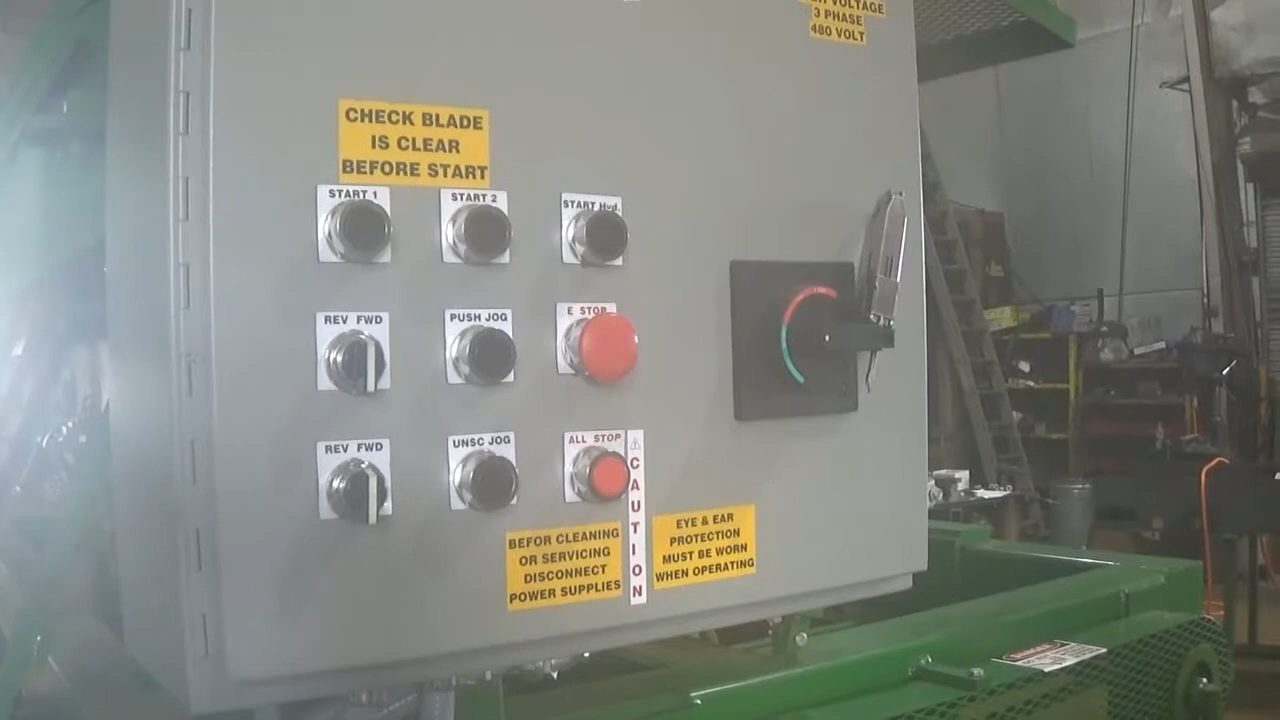 VOLTAGE
3 PHASE
480 VOLT
CHECK BLADE
IS CLEAR
BEFORE START
START 1
START 2
START Hyd.
REV FWD
PUSH JOG
E STOP
REV FWD
UNSC JOG
ALL STOP
CAUTION
BEFOR CLEANING
OR SERVICING
DISCONNECT
POWER SUPPLIES
EYE & EAR
PROTECTION
MUST BE WORN
WHEN OPERATING